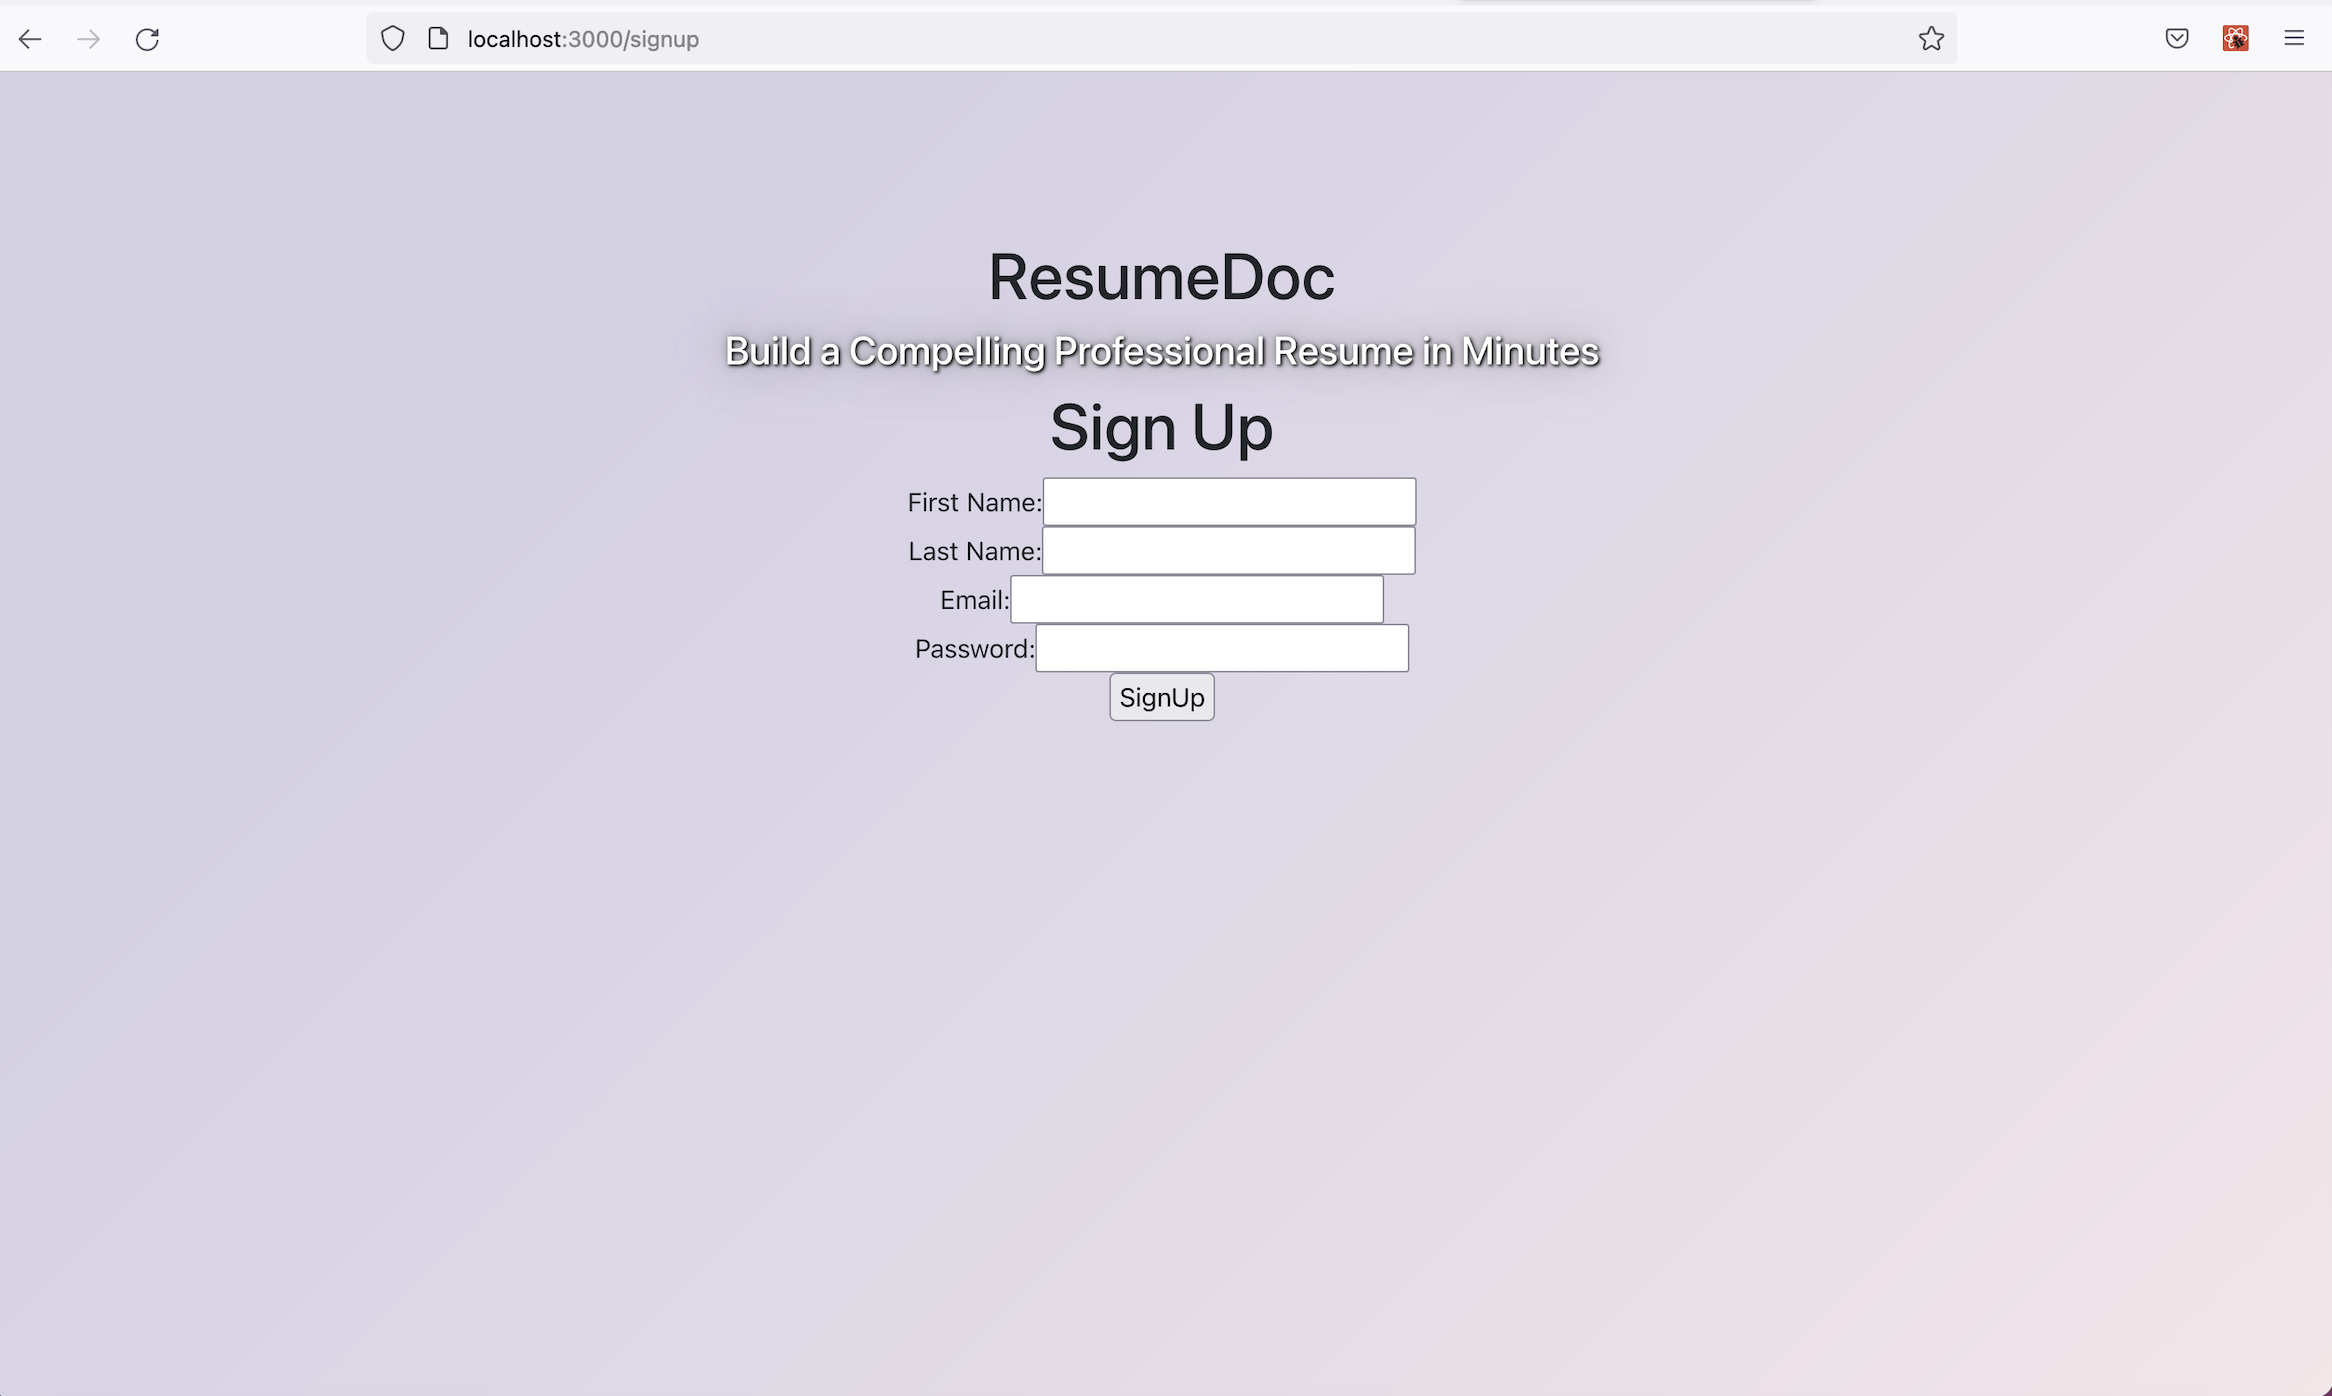 localhost:3000/signup
ResumeDoc
Build a Compelling Professional Resume in Minutes
Sign Up
First Name:
Last Name:
Email:
Password:
SignUp